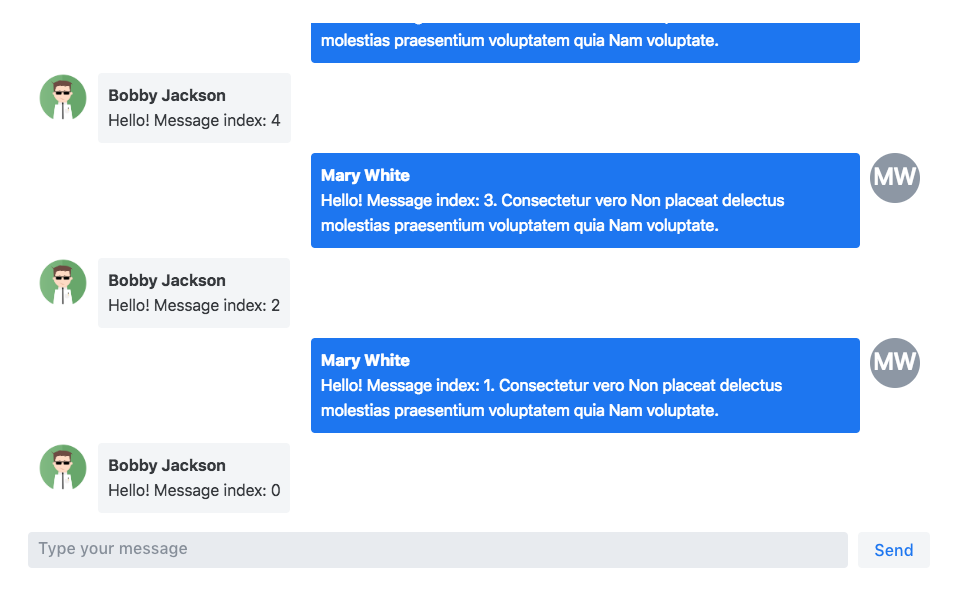 molestias praesentium voluptatem quia Nam voluptate.
Bobby Jackson
Hello! Message index: 4
Mary White
MW
Hello! Message index: 3. Consectetur vero Non placeat delectus
molestias praesentium voluptatem quia Nam voluptate.
Bobby Jackson
Hello! Message index: 2
Mary White
MW
Hello! Message index: 1. Consectetur vero Non placeat delectus
molestias praesentium voluptatem quia Nam voluptate.
Bobby Jackson
Hello! Message index: 0
Type your message
Send